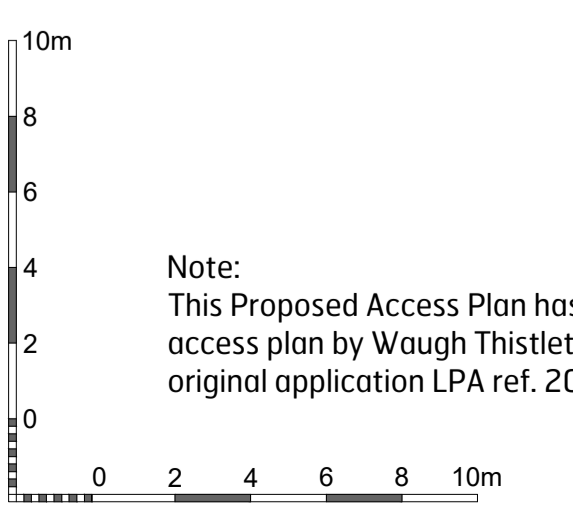 10m
8
6
4
2
0
Note:
This Proposed Access Plan has
access plan by Waugh Thistlet
original application LPA ref. 20
0 2 4 6 8 10m